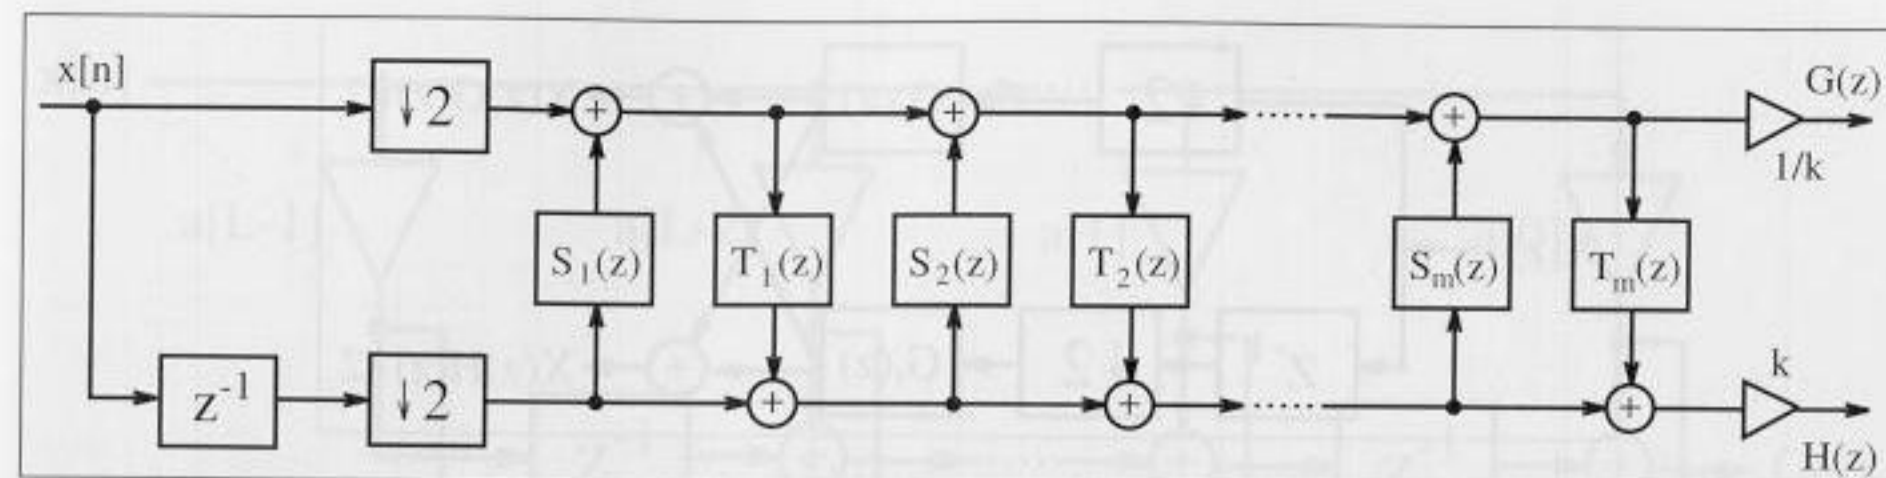 x[n]
↓2
+
+
+
G(z)
1/k
S1(z)
T1(z)
S2(z)
T2(z)
Sm(z)
Tm(z)
z-1
↓2
+
+
+
k
H(z)